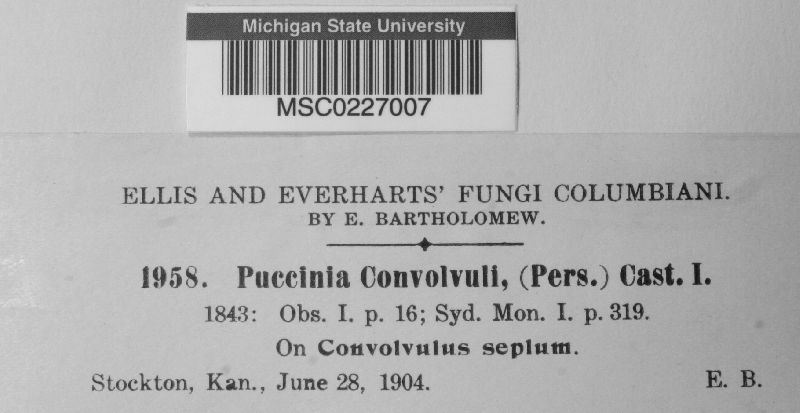 Michigan State University
MSC0227007
ELLIS AND EVERHARTS' FUNGI COLUMBIANI.
BY E. BARTHOLOMEW.
1958. Puccinia Convolvuli, (Pers.) Cast. I.
1843: Obs. I. p. 16; Syd. Mon. I. p. 319.
On Convolvulus sepium.
Stockton, Kan., June 28, 1904. E. B.